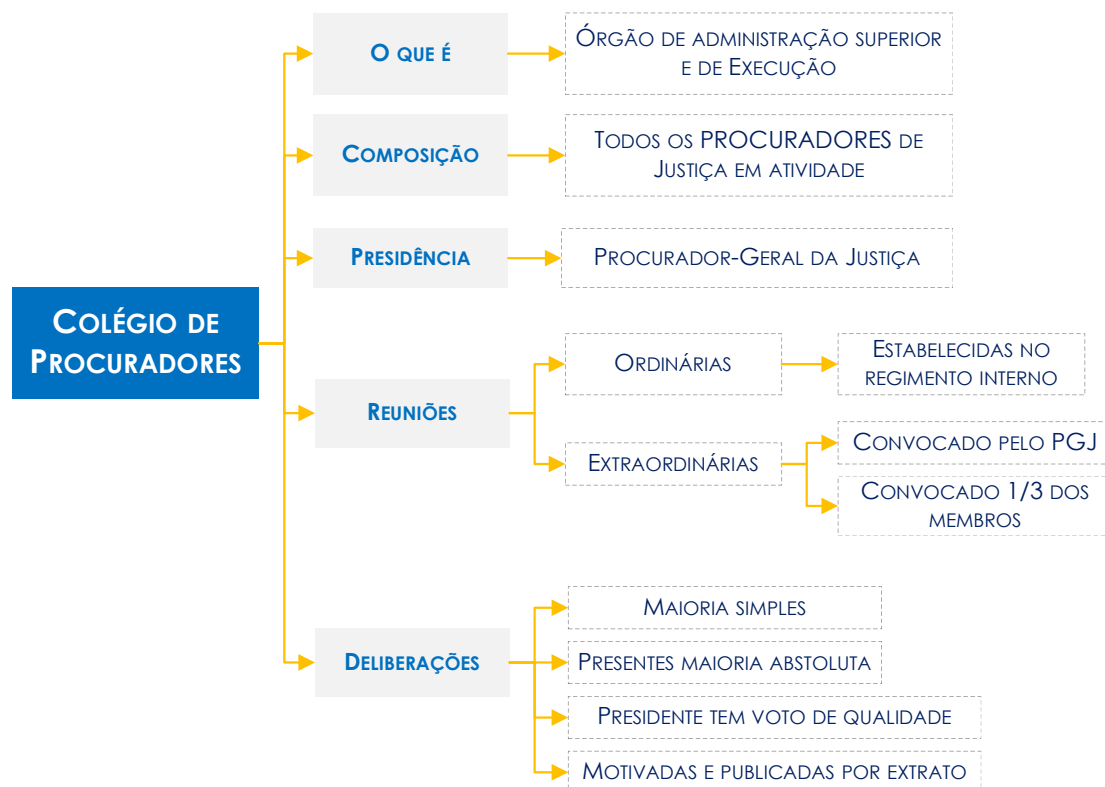 Colégio de
Procuradores
O que é
Órgão de administração superior
e de Execução
Composição
Todos os PROCURADORES de
Justiça em atividade
Presidência
Procurador-Geral da Justiça
Reuniões
Ordinárias
Estabelecidas no
regimento interno
Extraordinárias
Convocado pelo PGJ
Convocado 1/3 dos
membros
Deliberações
Maioria simples
Presentes maioria abstoluta
Presidente tem voto de qualidade
Motivadas e publicadas por extrato